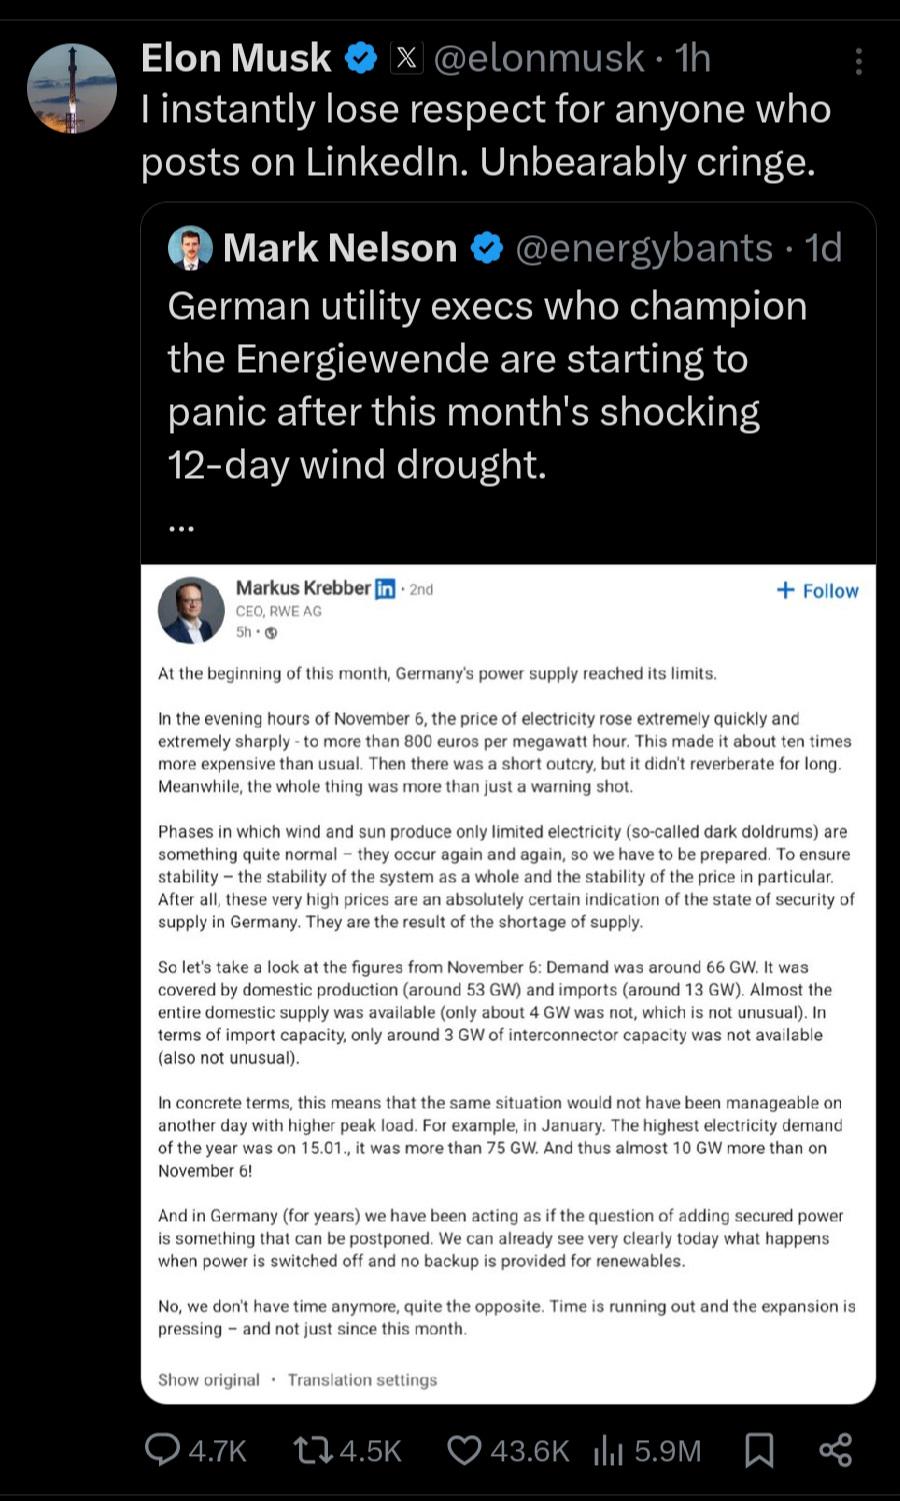 Elon Musk @elonmusk · 1h
I instantly lose respect for anyone who
posts on LinkedIn. Unbearably cringe.
Mark Nelson @energybants · 1d
German utility execs who champion
the Energiewende are starting to
panic after this month's shocking
12-day wind drought.
...
Markus Krebber in · 2nd
+ Follow
CEO, RWE AG
5h ·
At the beginning of this month, Germany's power supply reached its limits.
In the evening hours of November 6, the price of electricity rose extremely quickly and
extremely sharply - to more than 800 euros per megawatt hour. This made it about ten times
more expensive than usual. Then there was a short outcry, but it didn't reverberate for long.
Meanwhile, the whole thing was more than just a warning shot.
Phases in which wind and sun produce only limited electricity (so-called dark doldrums) are
something quite normal – they occur again and again, so we have to be prepared. To ensure
stability – the stability of the system as a whole and the stability of the price in particular.
After all, these very high prices are an absolutely certain indication of the state of security of
supply in Germany. They are the result of the shortage of supply.
So let's take a look at the figures from November 6: Demand was around 66 GW. It was
covered by domestic production (around 53 GW) and imports (around 13 GW). Almost the
entire domestic supply was available (only about 4 GW was not, which is not unusual). In
terms of import capacity, only around 3 GW of interconnector capacity was not available
(also not unusual).
In concrete terms, this means that the same situation would not have been manageable on
another day with higher peak load. For example, in January. The highest electricity demand
of the year was on 15.01., it was more than 75 GW. And thus almost 10 GW more than on
November 6!
And in Germany (for years) we have been acting as if the question of adding secured power
is something that can be postponed. We can already see very clearly today what happens
when power is switched off and no backup is provided for renewables.
No, we don't have time anymore, quite the opposite. Time is running out and the expansion is
pressing – and not just since this month.
Show original · Translation settings
4.7K 4.5K 43.6K 5.9M